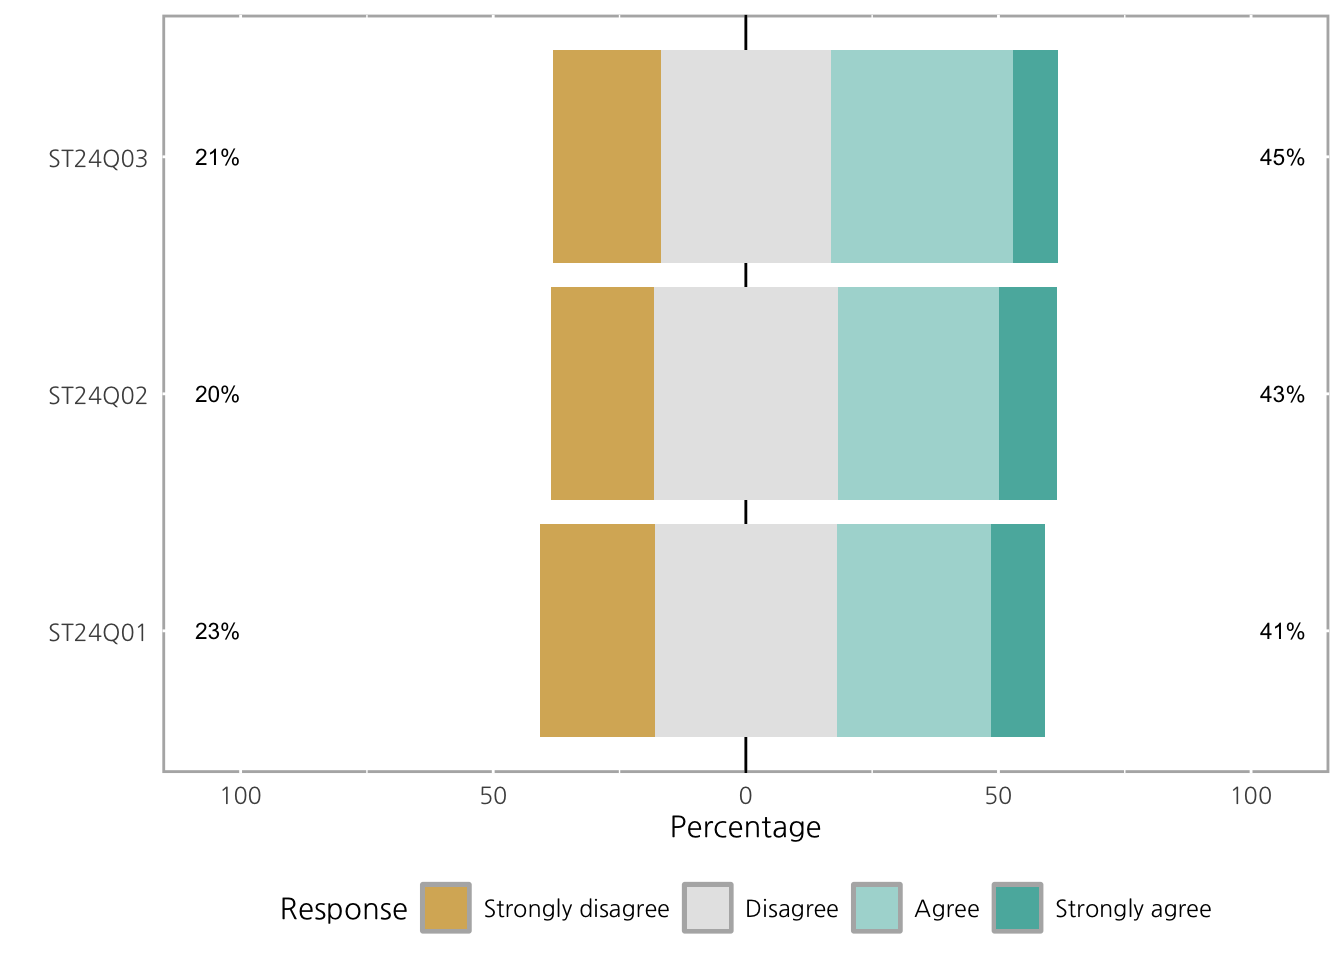 ST24Q03 21% 45%
ST24Q02 20% 43%
ST24Q01 23% 41%
100 50 0 50 100
Percentage
Response Strongly disagree Disagree Agree Strongly agree